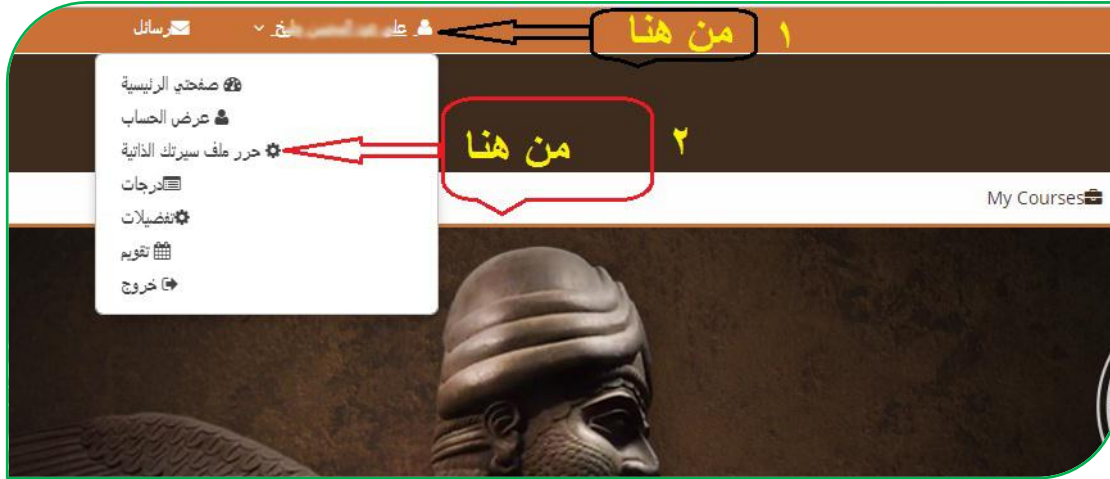 على
رسائل
١ من هنا
صفحتي الرئيسية
عرض الحساب
حرر ملف سيرتك الذاتية
درجات
تفضيلات
تقويم
خروج
٢ من هنا
My Courses